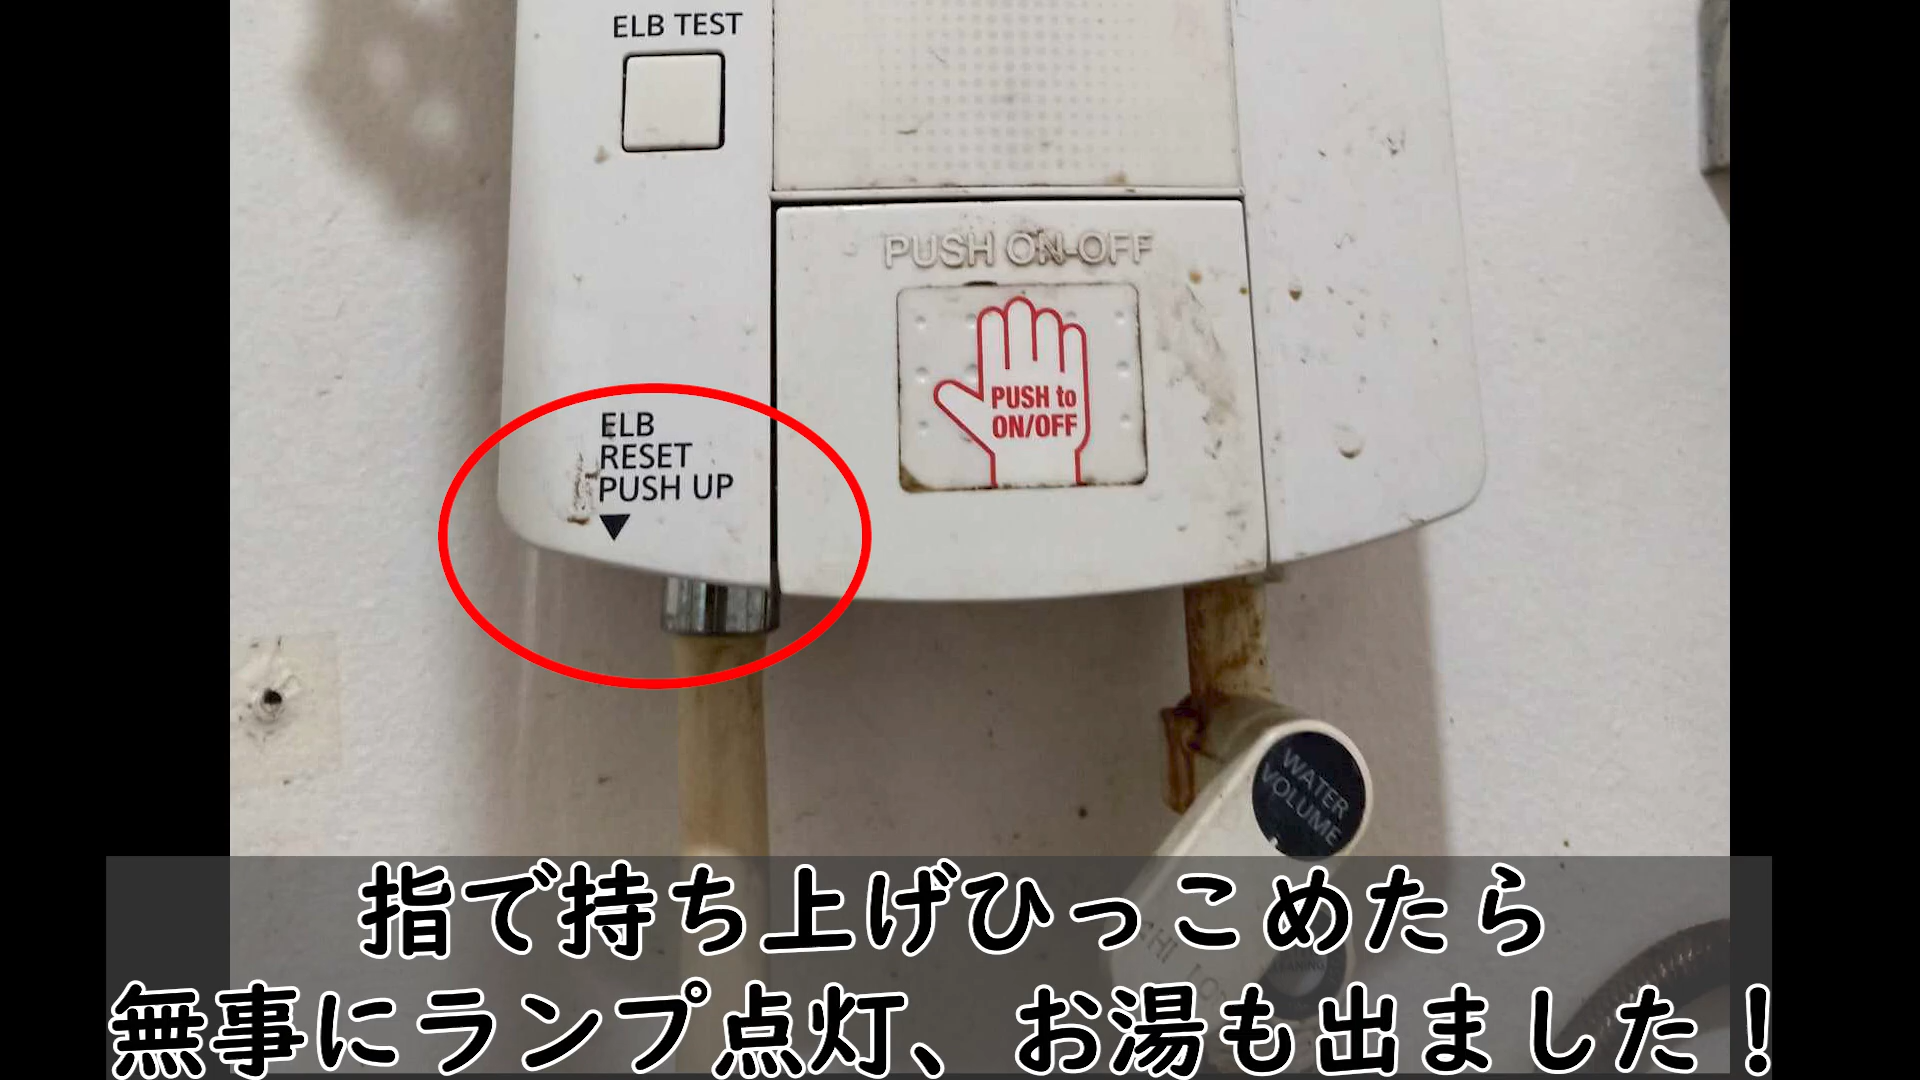 ELB TEST
PUSH ON-OFF
PUSH to
ON/OFF
ELB
RESET
PUSH UP
WATER
VOLUME
指で持ち上げひっこめたら
無事にランプ点灯、お湯も出ました！